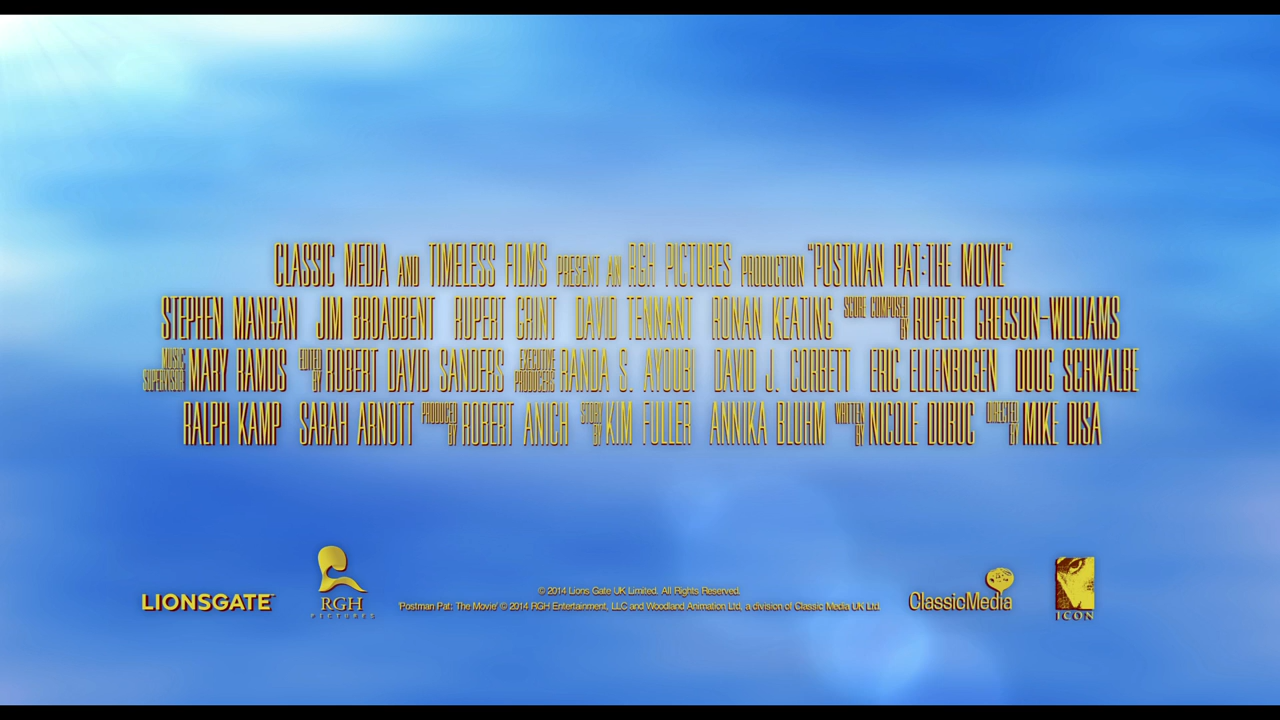 CLASSIC MEDIA AND TIMELESS FILMS PRESENT AN RGH PICTURES PRODUCTION "POSTMAN PAT: THE MOVIE"
STEPHEN MANGAN JIM BROADBENT RUPERT GRINT DAVID TENNANT RONAN KEATING SCORE COMPOSED BY RUPERT GREGSON-WILLIAMS
MUSIC SUPERVISOR MARY RAMOS EDITED BY ROBERT DAVID SANDERS EXECUTIVE PRODUCERS RANDA S. AYOUBI DAVID J. CORBETT ERIC ELLENBOGEN DOUG SCHWALBE
RALPH KAMP SARAH ARNOTT PRODUCED BY ROBERT ANICH STORY BY KIM FULLER ANNIKA BLUHM WRITTEN BY NICOLE DUBUC DIRECTED BY MIKE DISA
LIONSGATE
RGH
PICTURES
© 2014 Lions Gate UK Limited. All Rights Reserved.
'Postman Pat: The Movie' © 2014 RGH Entertainment, LLC and Woodland Animation Ltd, a division of Classic Media UK Ltd.
ClassicMedia
ICON